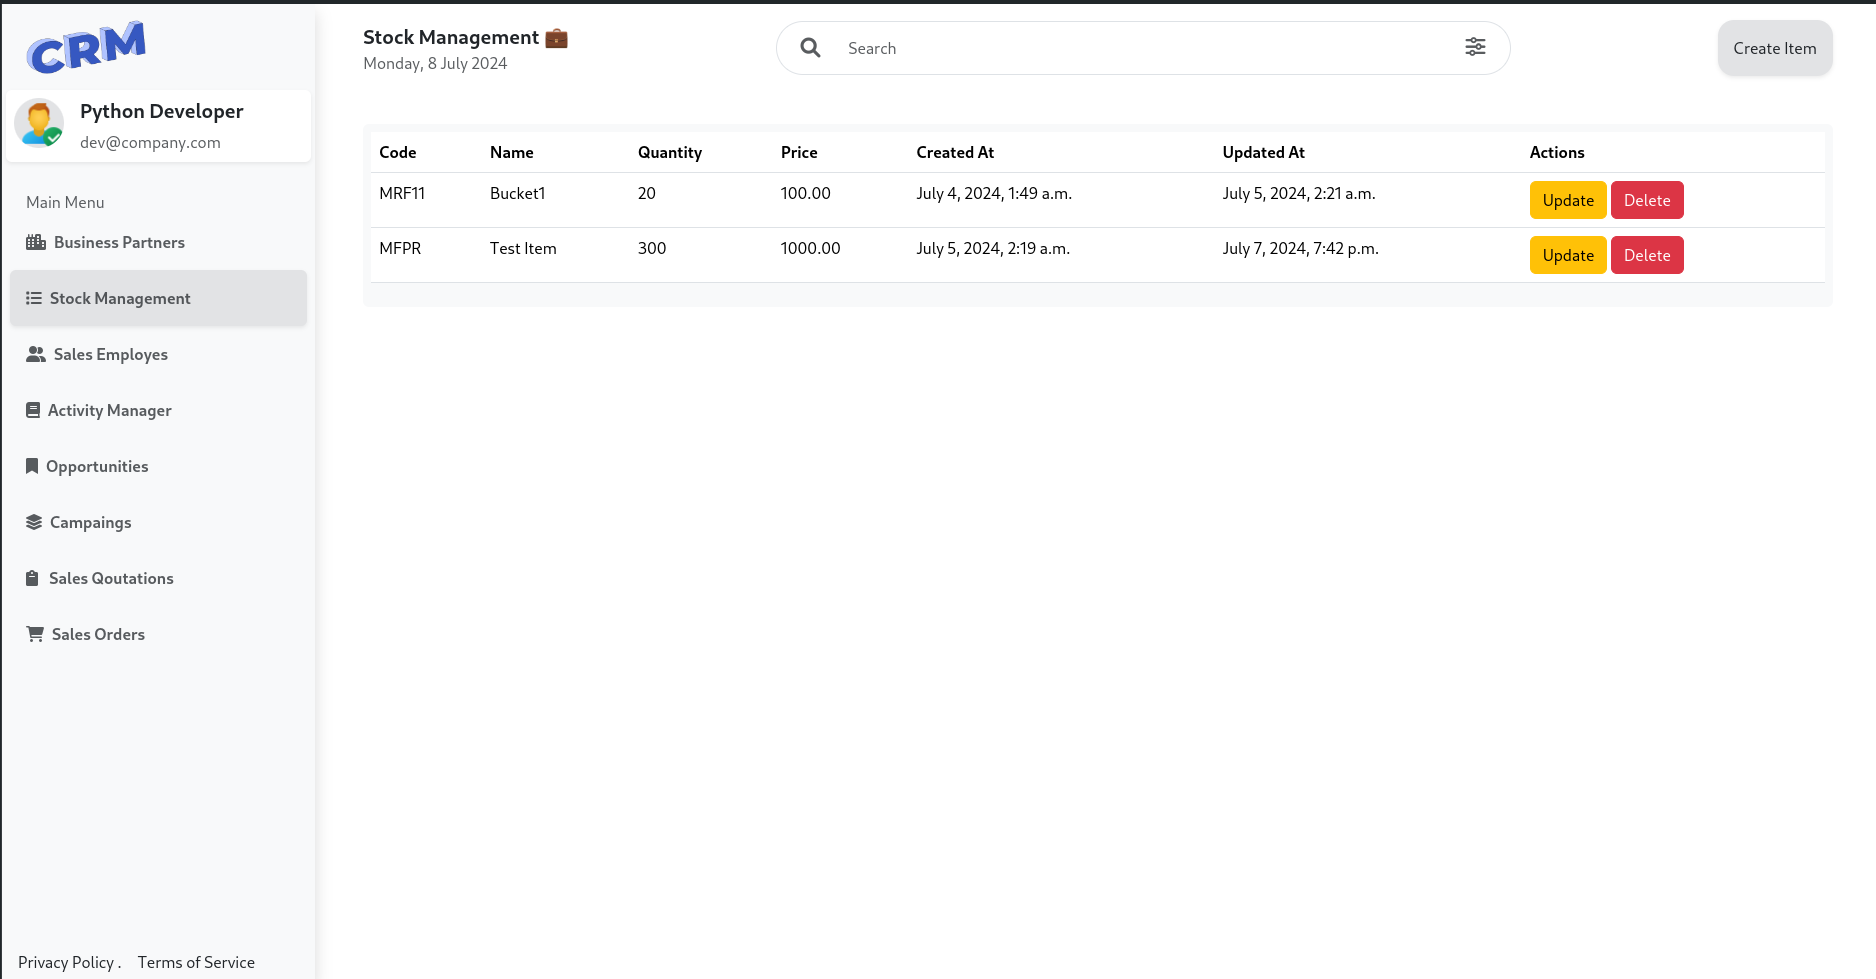 CRM
Python Developer
dev@company.com
Main Menu
Business Partners
Stock Management
Sales Employes
Activity Manager
Opportunities
Campaings
Sales Qoutations
Sales Orders
Privacy Policy . Terms of Service
Stock Management
Monday, 8 July 2024
Search
Create Item
Code Name Quantity Price Created At Updated At Actions
MRF11 Bucket1 20 100.00 July 4, 2024, 1:49 a.m. July 5, 2024, 2:21 a.m. Update Delete
MFPR Test Item 300 1000.00 July 5, 2024, 2:19 a.m. July 7, 2024, 7:42 p.m. Update Delete